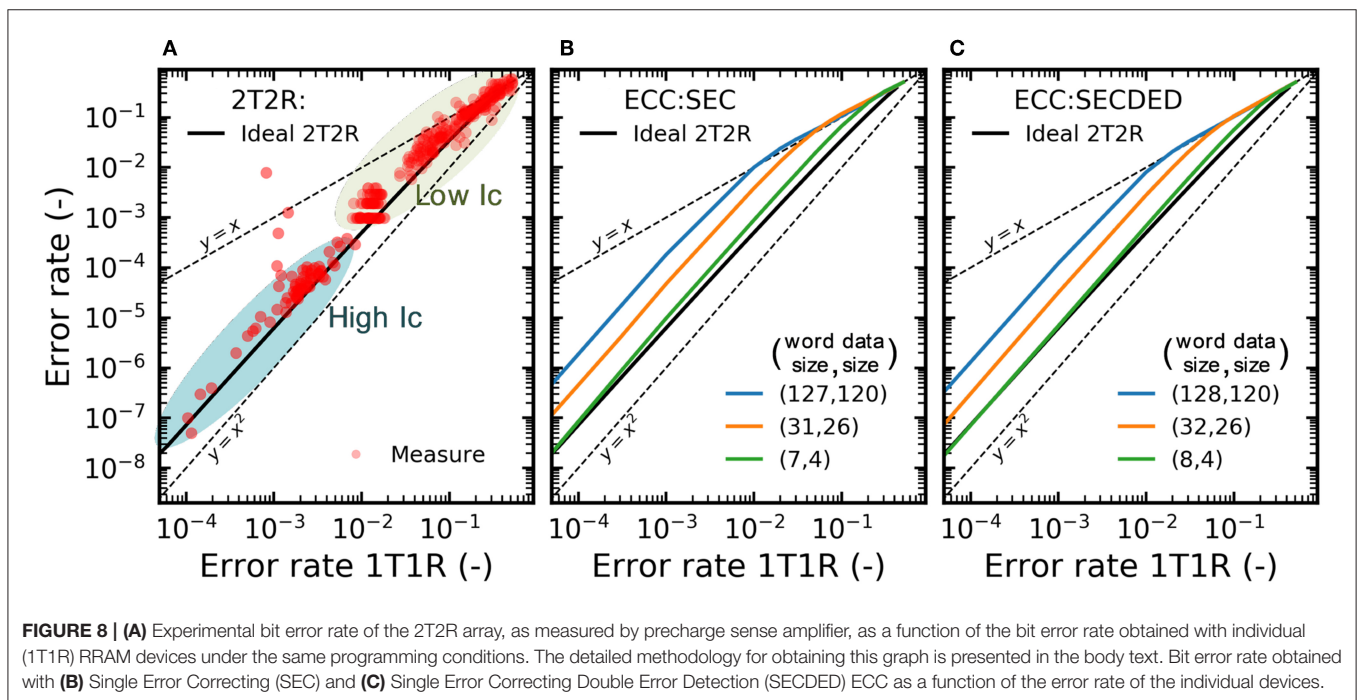 A
B
C
2T2R:
Ideal 2T2R
Low Ic
High Ic
Measure
y = x
y = x²
10⁻¹
10⁻²
10⁻³
10⁻⁴
10⁻⁵
10⁻⁶
10⁻⁷
10⁻⁸
Error rate (-)
10⁻⁴ 10⁻³ 10⁻² 10⁻¹
Error rate 1T1R (-)
ECC:SEC
Ideal 2T2R
y = x
y = x²
(word size, data size)
(127,120)
(31,26)
(7,4)
10⁻⁴ 10⁻³ 10⁻² 10⁻¹
Error rate 1T1R (-)
ECC:SECDED
Ideal 2T2R
y = x
y = x²
(word size, data size)
(128,120)
(32,26)
(8,4)
10⁻⁴ 10⁻³ 10⁻² 10⁻¹
Error rate 1T1R (-)
FIGURE 8 | (A) Experimental bit error rate of the 2T2R array, as measured by precharge sense amplifier, as a function of the bit error rate obtained with individual
(1T1R) RRAM devices under the same programming conditions. The detailed methodology for obtaining this graph is presented in the body text. Bit error rate obtained
with (B) Single Error Correcting (SEC) and (C) Single Error Correcting Double Error Detection (SECDED) ECC as a function of the error rate of the individual devices.